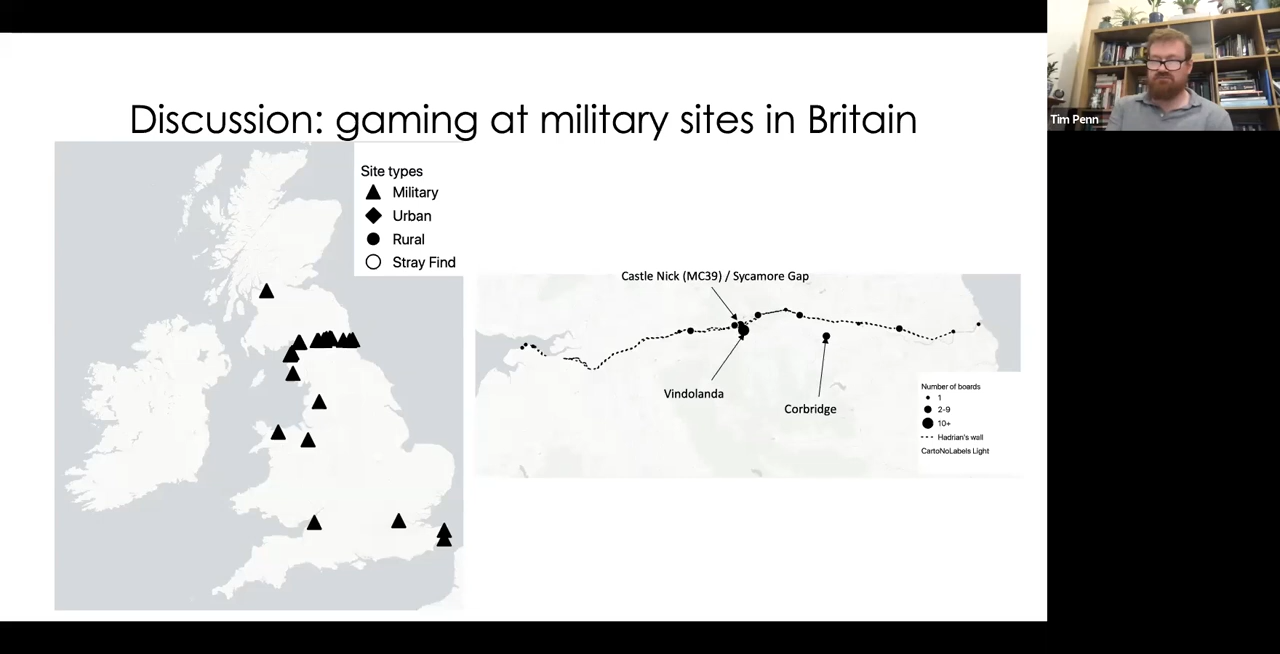 Discussion: gaming at military sites in Britain
Site types
Military
Urban
Rural
Stray Find
Castle Nick (MC39) / Sycamore Gap
Vindolanda
Corbridge
Number of boards
1
2-9
10+
Hadrian's wall
CartoNoLabels Light
Tim Penn